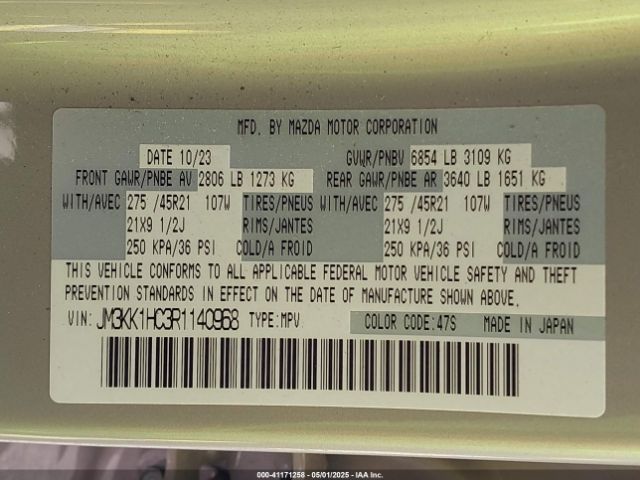 MFD. BY MAZDA MOTOR CORPORATION
DATE 10/23 GVWR/PNBV 6854 LB 3109 KG
FRONT GAWR/PNBE AV 2806 LB 1273 KG REAR GAWR/PNBE AR 3640 LB 1651 KG
WITH/AVEC 275 /45R21 107W TIRES/PNEUS WITH/AVEC 275 /45R21 107W TIRES/PNEUS
21X9 1/2J RIMS/JANTES 21X9 1/2J RIMS/JANTES
250 KPA/36 PSI COLD/A FROID 250 KPA/36 PSI COLD/A FROID
THIS VEHICLE CONFORMS TO ALL APPLICABLE FEDERAL MOTOR VEHICLE SAFETY AND THEFT
PREVENTION STANDARDS IN EFFECT ON THE DATE OF MANUFACTURE SHOWN ABOVE.
VIN: JM3KK1HC3R1140968 TYPE:MPV COLOR CODE:47S MADE IN JAPAN
000-41171258 - 05/01/2025 - IAA Inc.